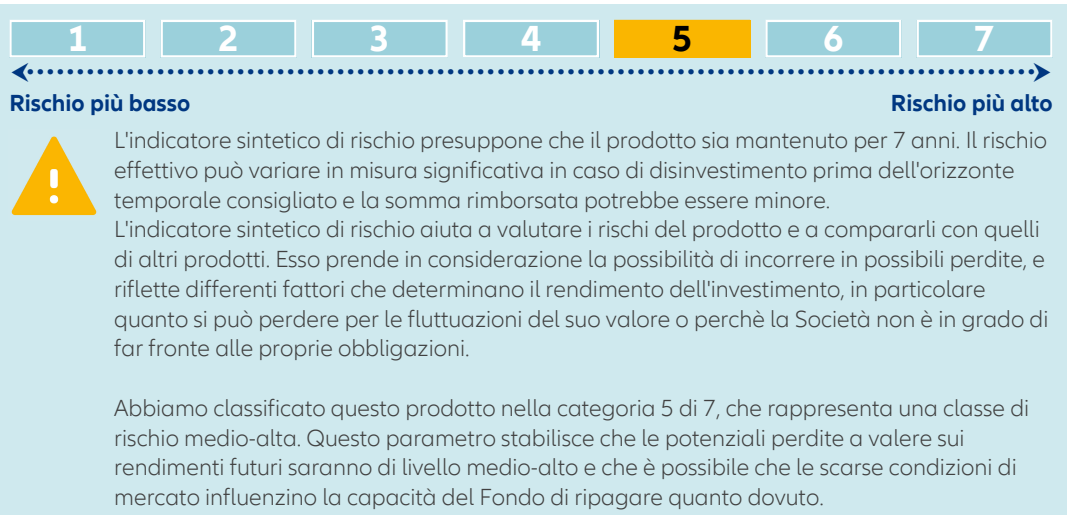 1 2 3 4 5 6 7
Rischio più basso Rischio più alto
L'indicatore sintetico di rischio presuppone che il prodotto sia mantenuto per 7 anni. Il rischio
effettivo può variare in misura significativa in caso di disinvestimento prima dell'orizzonte
temporale consigliato e la somma rimborsata potrebbe essere minore.
L'indicatore sintetico di rischio aiuta a valutare i rischi del prodotto e a compararli con quelli
di altri prodotti. Esso prende in considerazione la possibilità di incorrere in possibili perdite, e
riflette differenti fattori che determinano il rendimento dell'investimento, in particolare
quanto si può perdere per le fluttuazioni del suo valore o perchè la Società non è in grado di
far fronte alle proprie obbligazioni.
Abbiamo classificato questo prodotto nella categoria 5 di 7, che rappresenta una classe di
rischio medio-alta. Questo parametro stabilisce che le potenziali perdite a valere sui
rendimenti futuri saranno di livello medio-alto e che è possibile che le scarse condizioni di
mercato influenzino la capacità del Fondo di ripagare quanto dovuto.